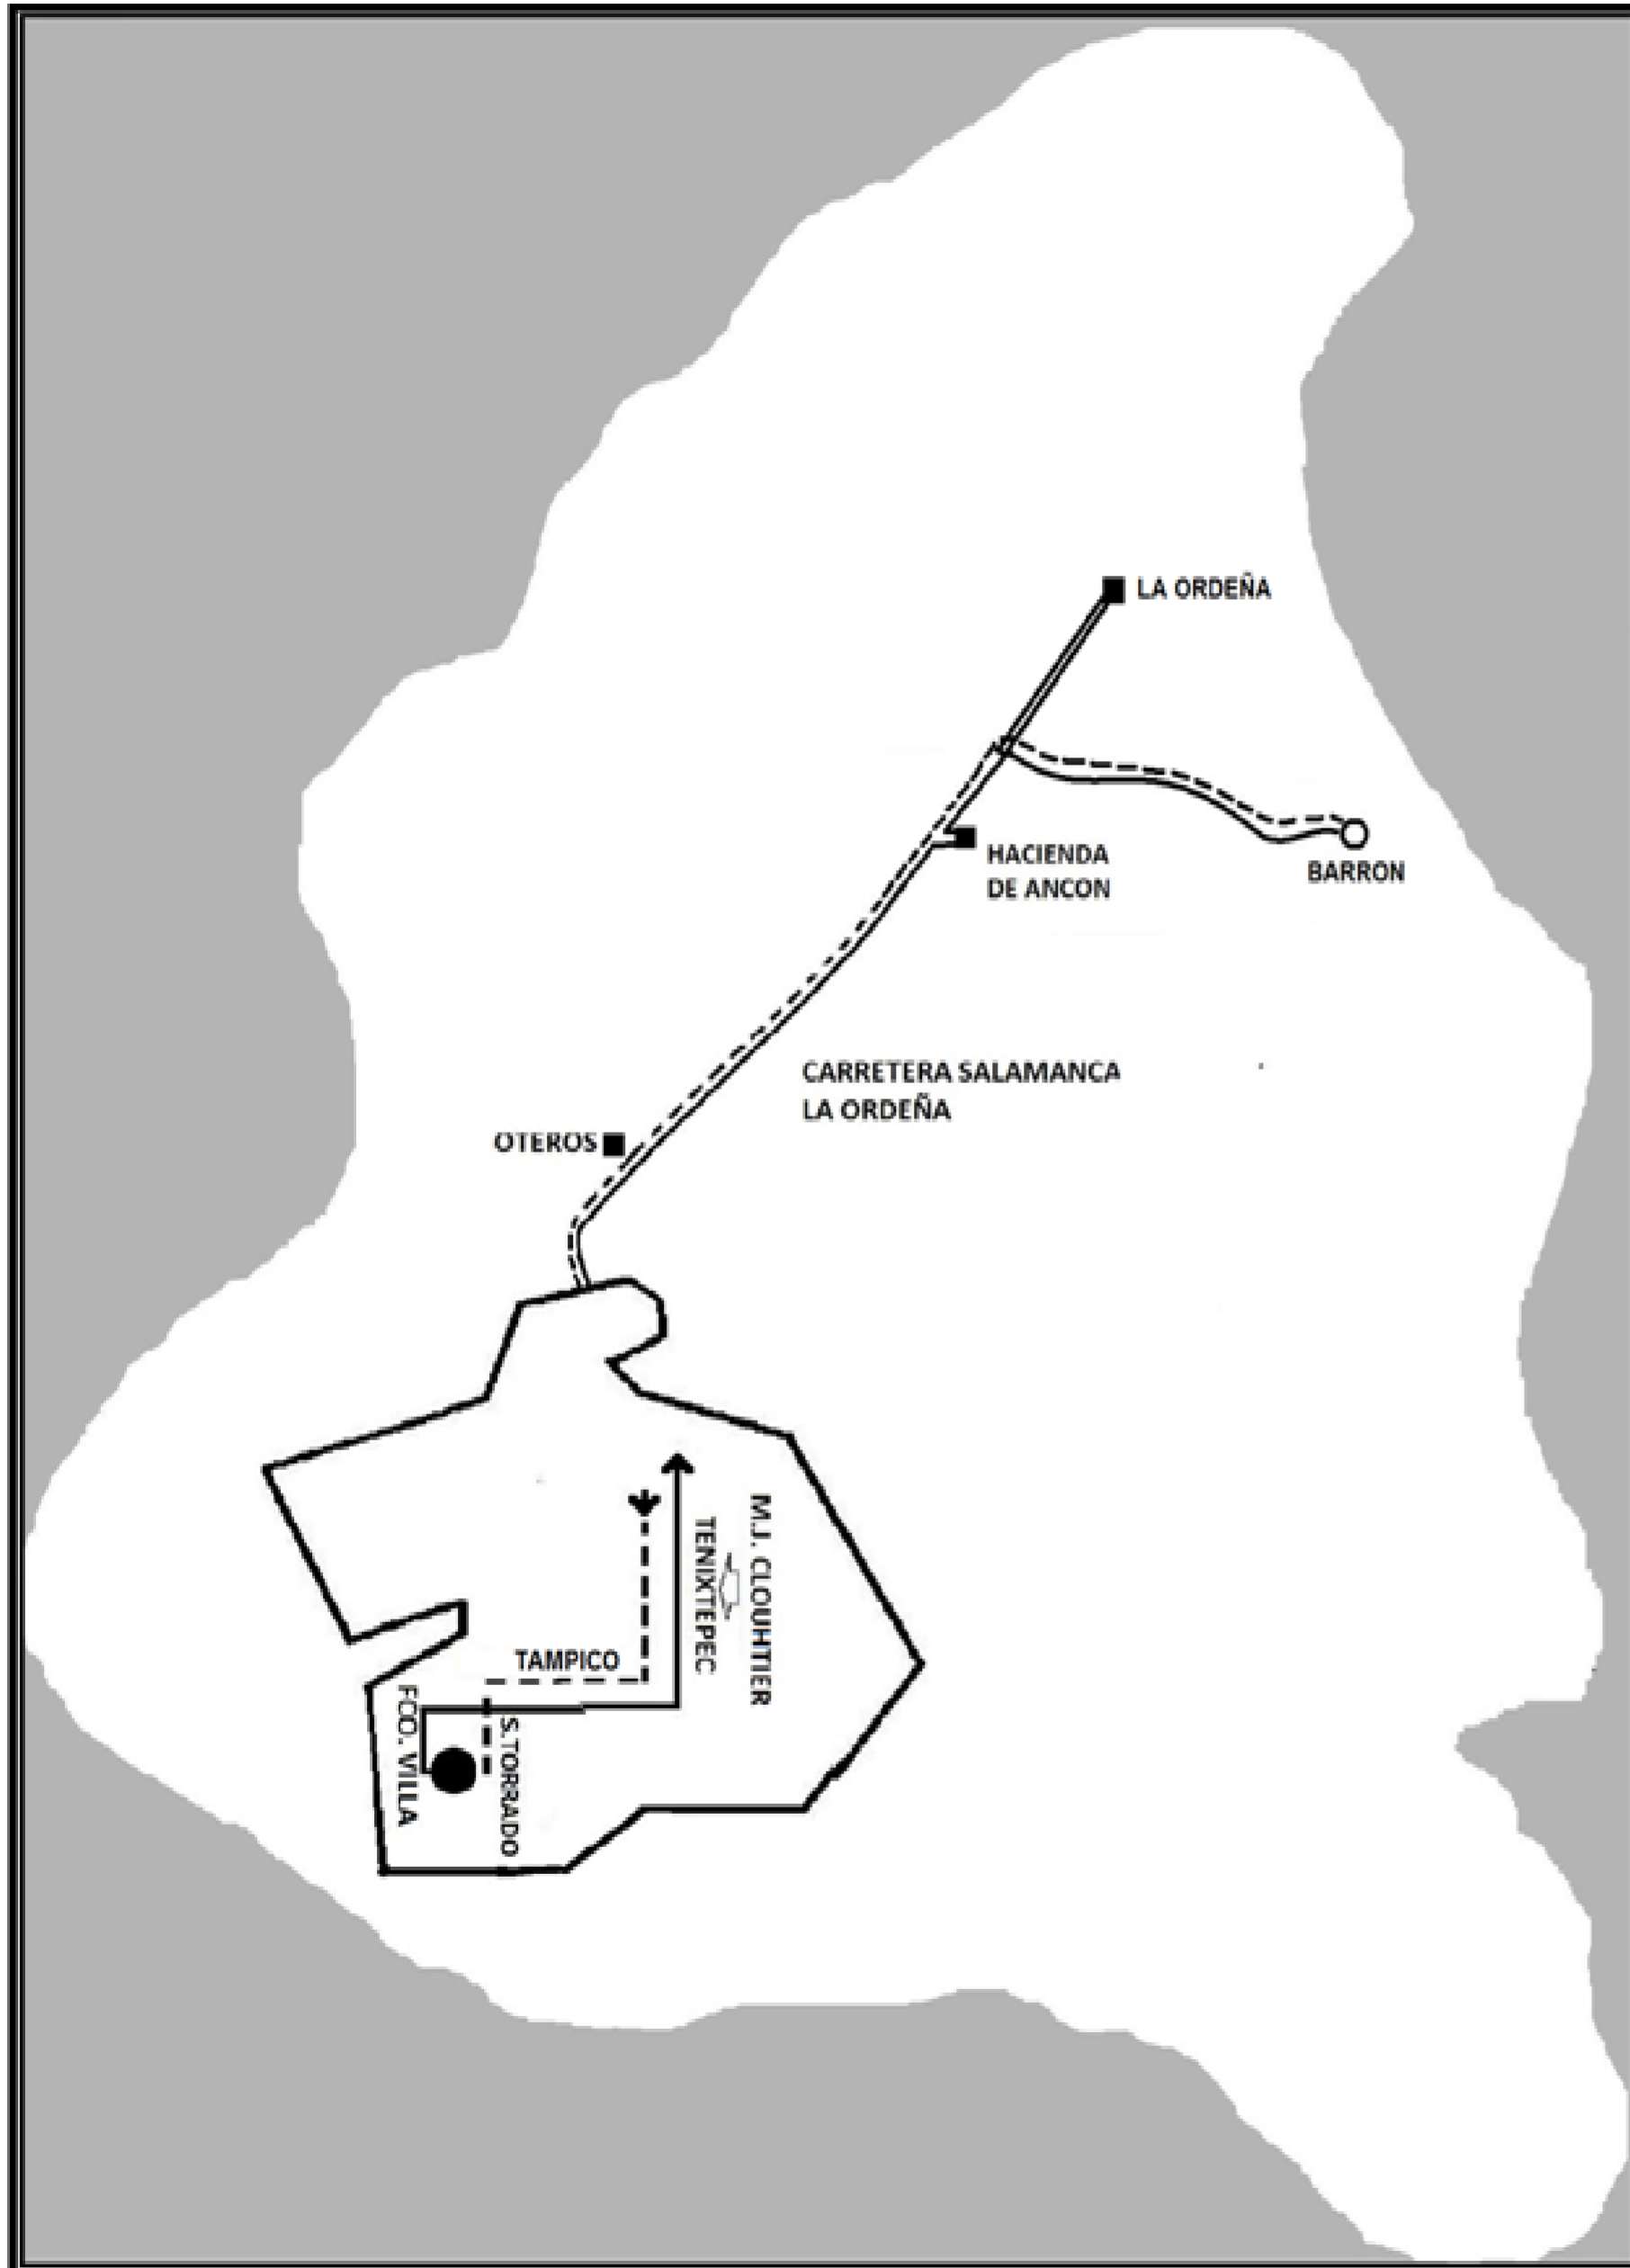 LA ORDEÑA
HACIENDA
DE ANCON
BARRON
CARRETERA SALAMANCA
LA ORDEÑA
OTEROS
M.J. CLOUHTIER
TENIXTEPEC
TAMPICO
FCO. VILLA
S.TORRADO